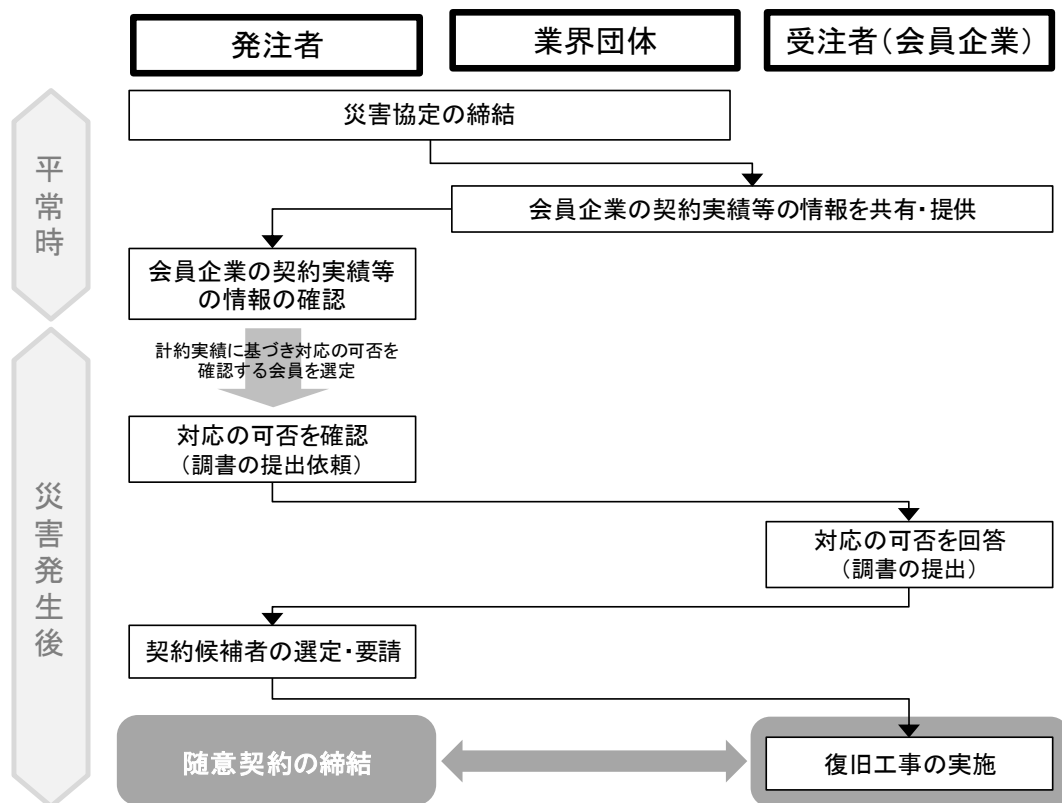 発注者
業界団体
受注者（会員企業）
平常時
災害協定の締結
会員企業の契約実績等の情報を共有・提供
会員企業の契約実績等
の情報の確認
計約実績に基づき対応の可否を
確認する会員を選定
災害発生後
対応の可否を確認
（調書の提出依頼）
対応の可否を回答
（調書の提出）
契約候補者の選定・要請
随意契約の締結
復旧工事の実施